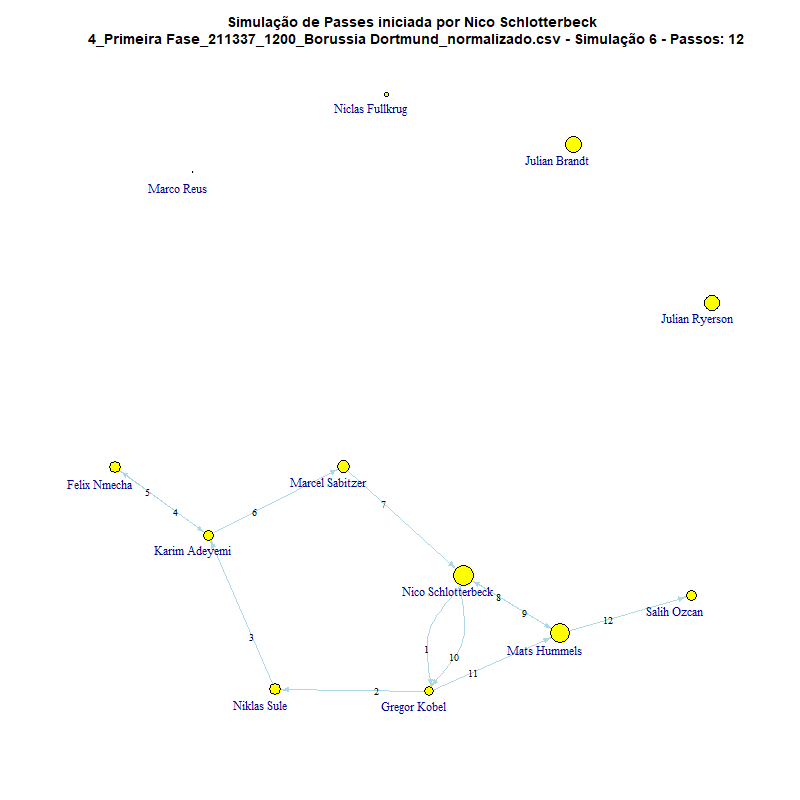 Simulação de Passes iniciada por Nico Schlotterbeck
4_Primeira Fase_211337_1200_Borussia Dortmund_normalizado.csv - Simulação 6 - Passos: 12
Niclas Fullkrug
Julian Brandt
Marco Reus
Julian Ryerson
Felix Nmecha
Marcel Sabitzer
5
4
6
7
Karim Adeyemi
Nico Schlotterbeck
8
9
Salih Ozcan
12
3
1
10
Mats Hummels
11
2
Niklas Sule
Gregor Kobel